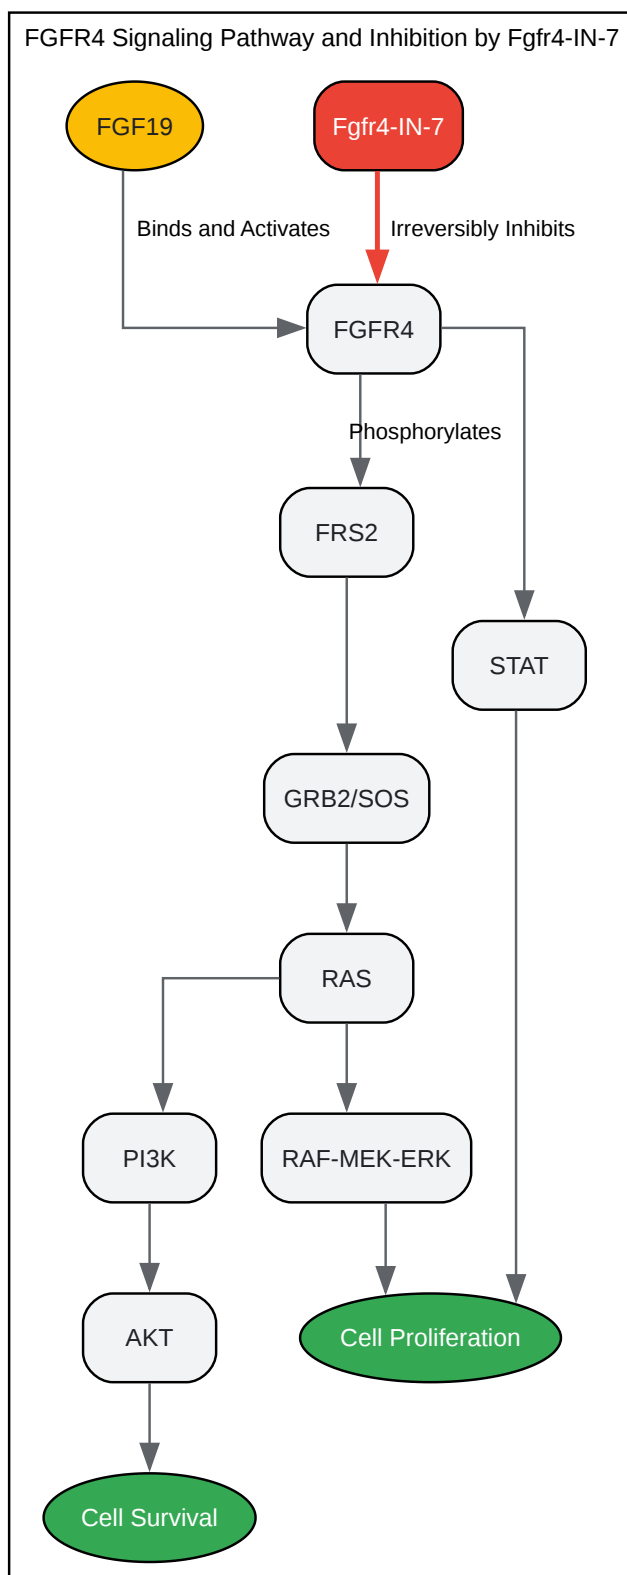 FGFR4 Signaling Pathway and Inhibition by Fgfr4-IN-7
FGF19
Fgfr4-IN-7
Binds and Activates
Irreversibly Inhibits
FGFR4
Phosphorylates
FRS2
STAT
GRB2/SOS
RAS
PI3K
RAF-MEK-ERK
AKT
Cell Proliferation
Cell Survival